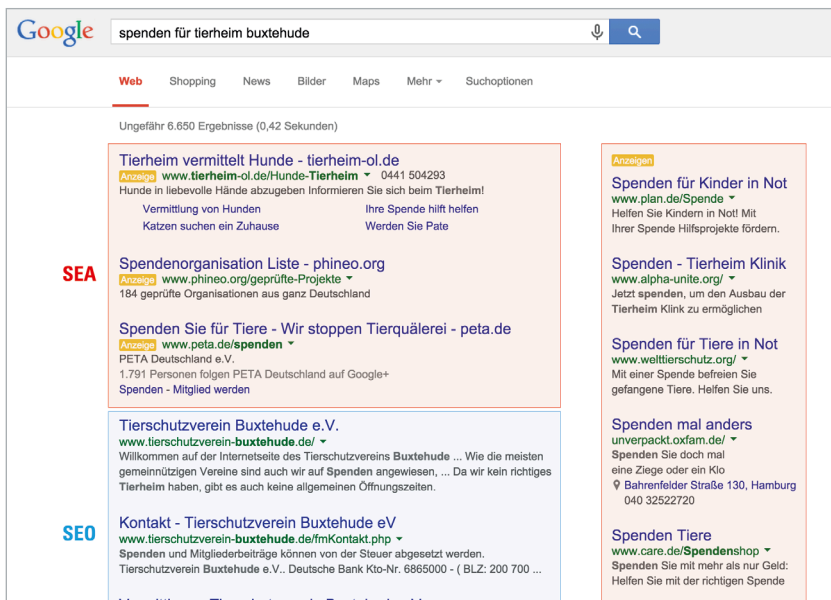 Google
spenden für tierheim buxtehude
Web Shopping News Bilder Maps Mehr Suchoptionen
Ungefähr 6.650 Ergebnisse (0,42 Sekunden)
SEA
Tierheim vermittelt Hunde - tierheim-ol.de
Anzeige www.tierheim-ol.de/Hunde-Tierheim 0441 504293
Hunde in liebevolle Hände abzugeben Informieren Sie sich beim Tierheim!
Vermittlung von Hunden Ihre Spende hilft helfen
Katzen suchen ein Zuhause Werden Sie Pate
Spendenorganisation Liste - phineo.org
Anzeige www.phineo.org/geprüfte-Projekte
184 geprüfte Organisationen aus ganz Deutschland
Spenden Sie für Tiere - Wir stoppen Tierquälerei - peta.de
Anzeige www.peta.de/spenden
PETA Deutschland e.V.
1.791 Personen folgen PETA Deutschland auf Google+
Spenden - Mitglied werden
SEO
Tierschutzverein Buxtehude e.V.
www.tierschutzverein-buxtehude.de/
Willkommen auf der Internetseite des Tierschutzvereins Buxtehude ... Wie die meisten
gemeinnützigen Vereine sind auch wir auf Spenden angewiesen, ... Da wir kein richtiges
Tierheim haben, gibt es auch keine allgemeinen Öffnungszeiten.
Kontakt - Tierschutzverein Buxtehude eV
www.tierschutzverein-buxtehude.de/fmKontakt.php
Spenden und Mitgliederbeiträge können von der Steuer abgesetzt werden.
Tierschutzverein Buxtehude e.V.. Deutsche Bank Kto-Nr. 6865000 - ( BLZ: 200 700 ...
Anzeigen
Spenden für Kinder in Not
www.plan.de/Spende
Helfen Sie Kindern in Not! Mit
Ihrer Spende Hilfsprojekte fördern.
Spenden - Tierheim Klinik
www.alpha-unite.org/
Jetzt spenden, um den Ausbau der
Tierheim Klink zu ermöglichen
Spenden für Tiere in Not
www.welttierschutz.org/
Mit einer Spende befreien Sie
gefangene Tiere. Helfen Sie uns.
Spenden mal anders
unverpackt.oxfam.de/
Spenden Sie doch mal
eine Ziege oder ein Klo
Bahrenfelder Straße 130, Hamburg
040 32522720
Spenden Tiere
www.care.de/Spendenshop
Spenden Sie mit mehr als nur Geld:
Helfen Sie mit der richtigen Spende